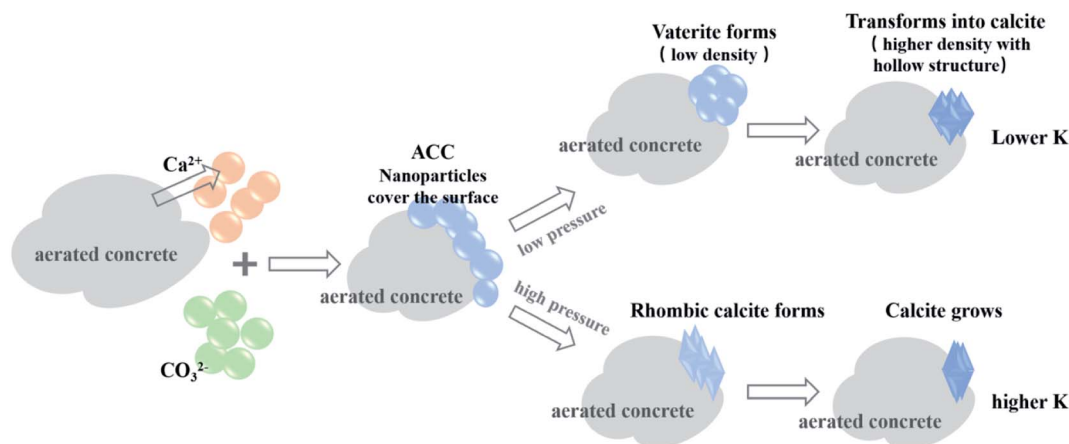 Ca²⁺
aerated concrete
+
CO₃²⁻
ACC
Nanoparticles
cover the surface
aerated concrete
low pressure
high pressure
Vaterite forms
( low density )
aerated concrete
Transforms into calcite
( higher density with
hollow structure)
aerated concrete
Lower K
Rhombic calcite forms
aerated concrete
Calcite grows
aerated concrete
higher K